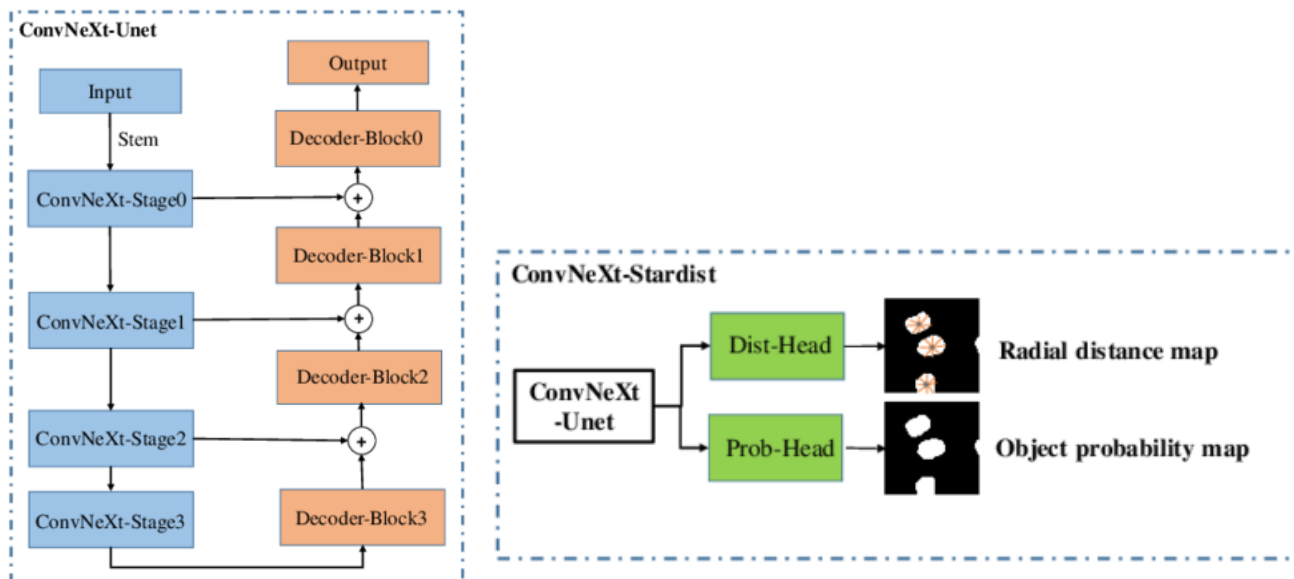 ConvNeXt-Unet
Input
Stem
ConvNeXt-Stage0
ConvNeXt-Stage1
ConvNeXt-Stage2
ConvNeXt-Stage3
Output
Decoder-Block0
+
Decoder-Block1
+
Decoder-Block2
+
Decoder-Block3
ConvNeXt-Stardist
ConvNeXt
-Unet
Dist-Head
Radial distance map
Prob-Head
Object probability map